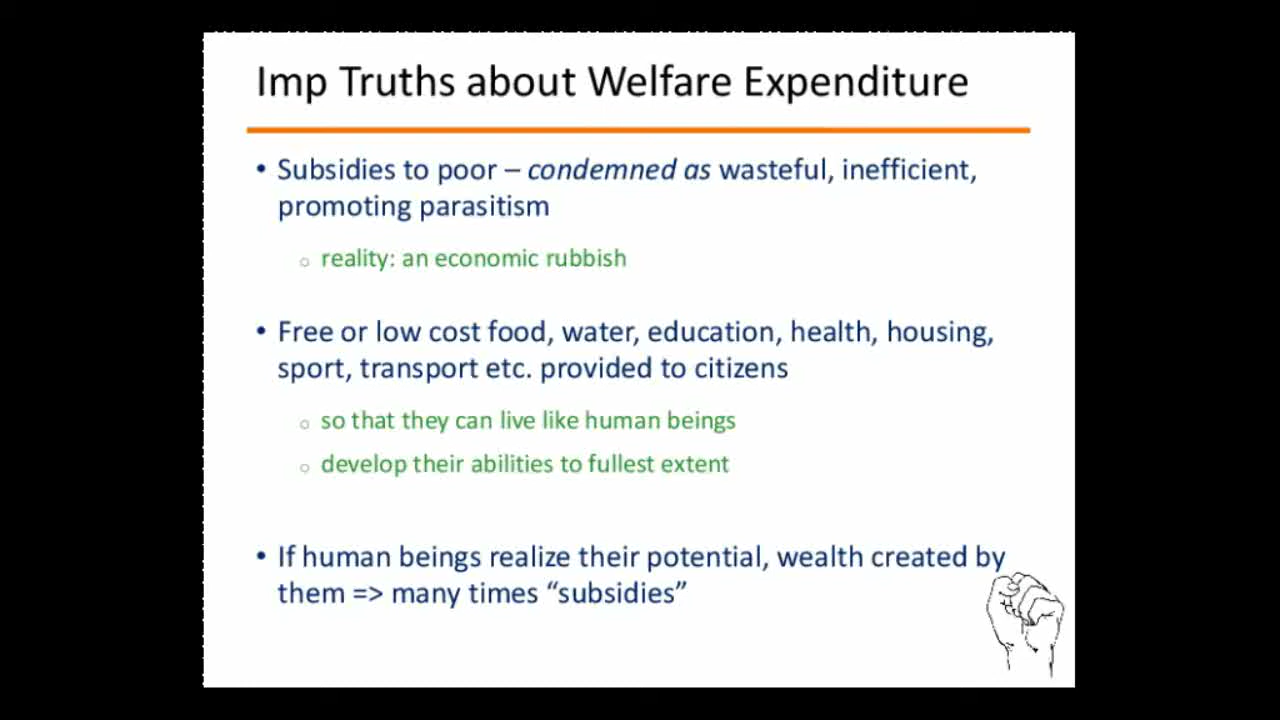 Imp Truths about Welfare Expenditure
• Subsidies to poor – condemned as wasteful, inefficient,
promoting parasitism
○ reality: an economic rubbish
• Free or low cost food, water, education, health, housing,
sport, transport etc. provided to citizens
○ so that they can live like human beings
○ develop their abilities to fullest extent
• If human beings realize their potential, wealth created by
them => many times “subsidies”